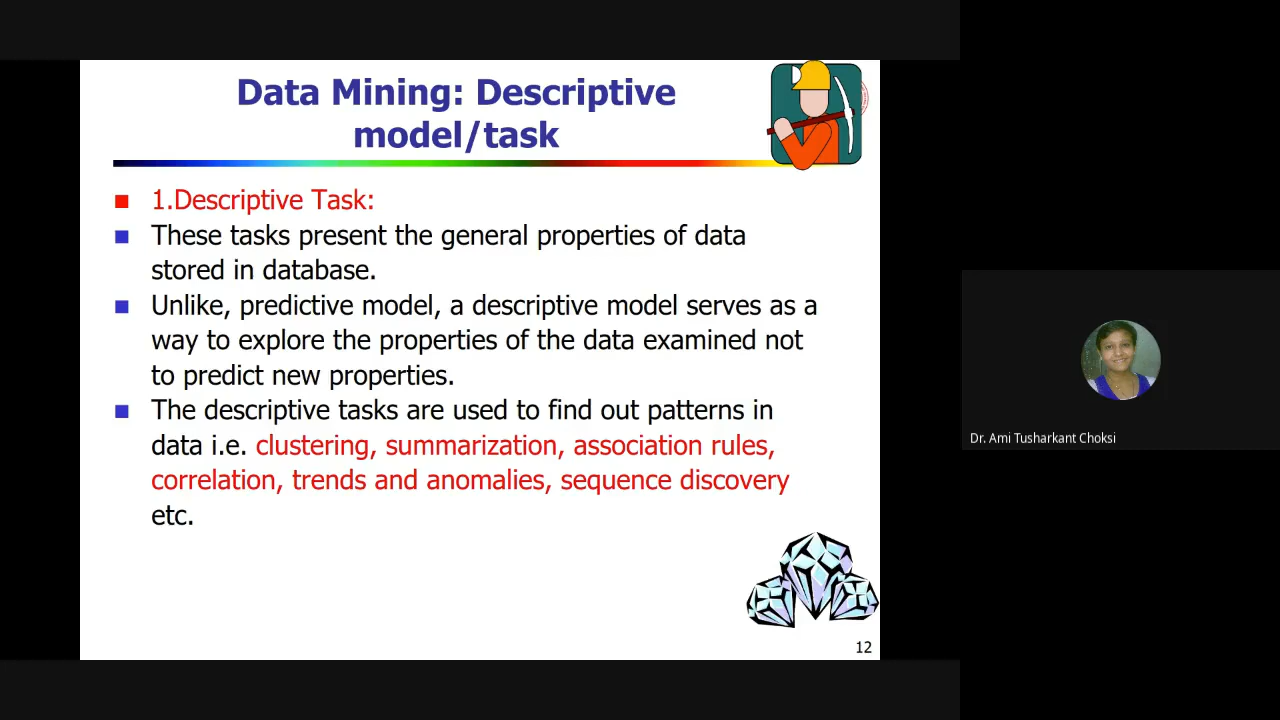 Data Mining: Descriptive
model/task
1.Descriptive Task:
These tasks present the general properties of data
stored in database.
Unlike, predictive model, a descriptive model serves as a
way to explore the properties of the data examined not
to predict new properties.
The descriptive tasks are used to find out patterns in
data i.e. clustering, summarization, association rules,
correlation, trends and anomalies, sequence discovery
etc.
12
Dr. Ami Tusharkant Choksi